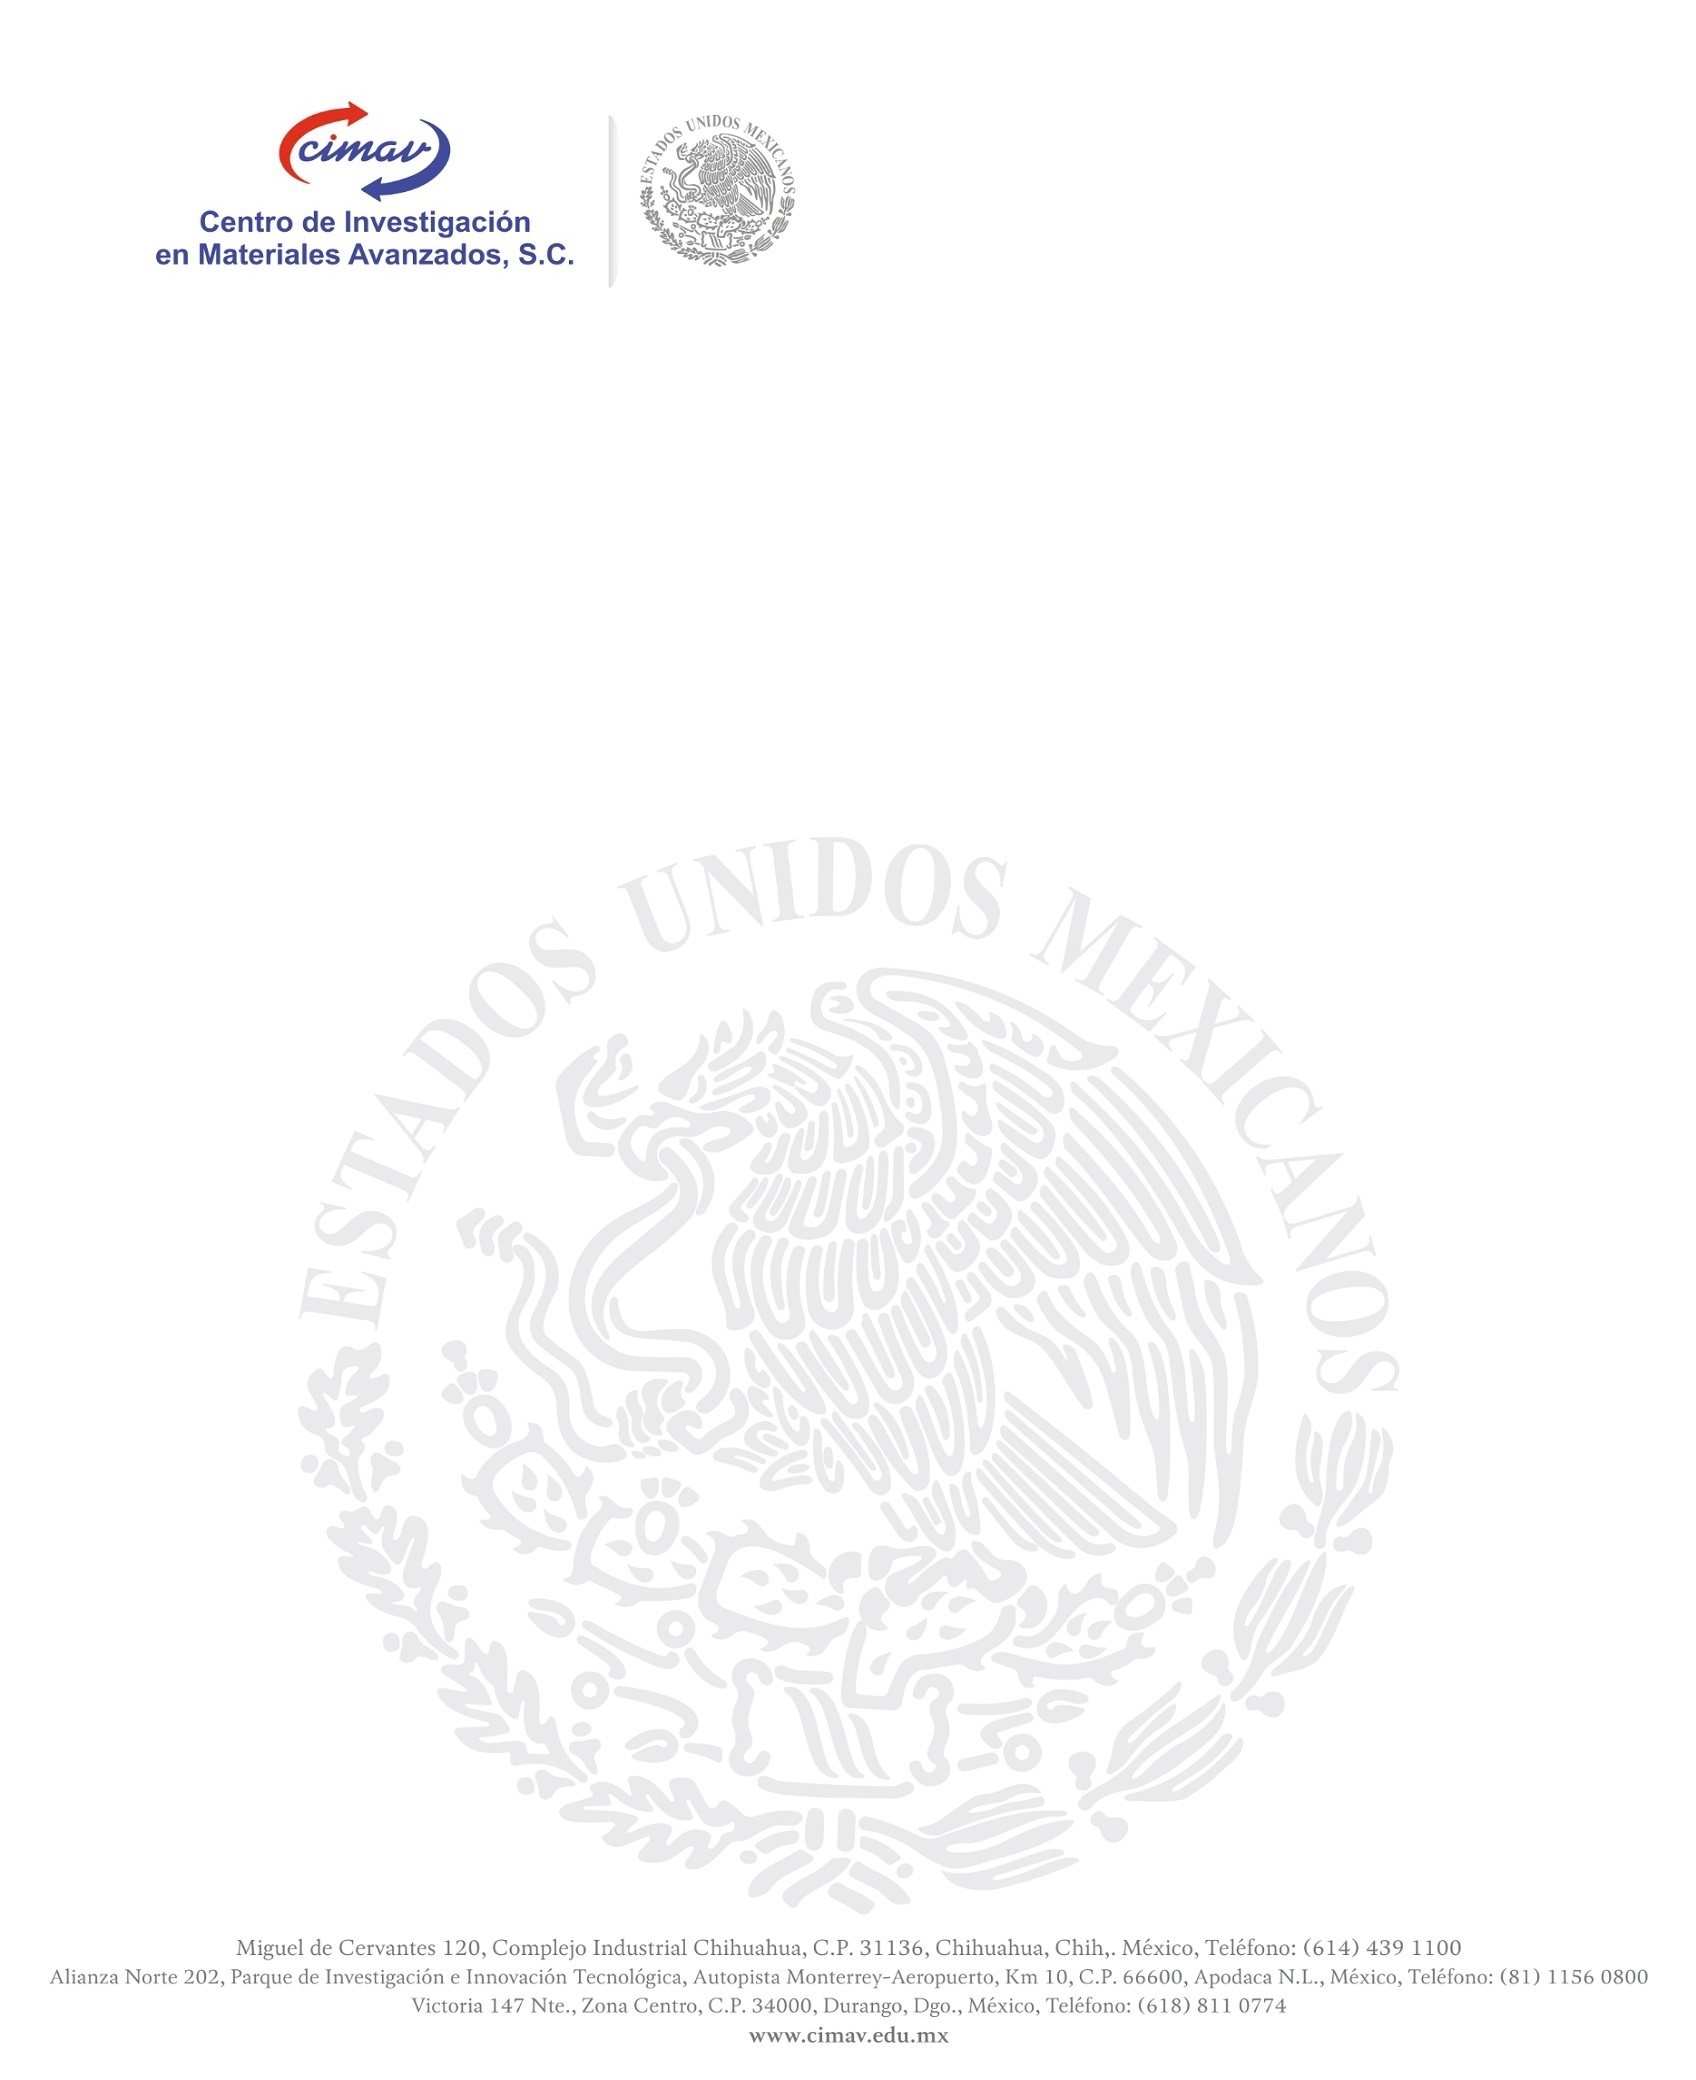 cimav
Centro de Investigación
en Materiales Avanzados, S.C.
ESTADOS UNIDOS MEXICANOS
ESTADOS UNIDOS MEXICANOS
Miguel de Cervantes 120, Complejo Industrial Chihuahua, C.P. 31136, Chihuahua, Chih,. México, Teléfono: (614) 439 1100
Alianza Norte 202, Parque de Investigación e Innovación Tecnológica, Autopista Monterrey-Aeropuerto, Km 10, C.P. 66600, Apodaca N.L., México, Teléfono: (81) 1156 0800
Victoria 147 Nte., Zona Centro, C.P. 34000, Durango, Dgo., México, Teléfono: (618) 811 0774
www.cimav.edu.mx